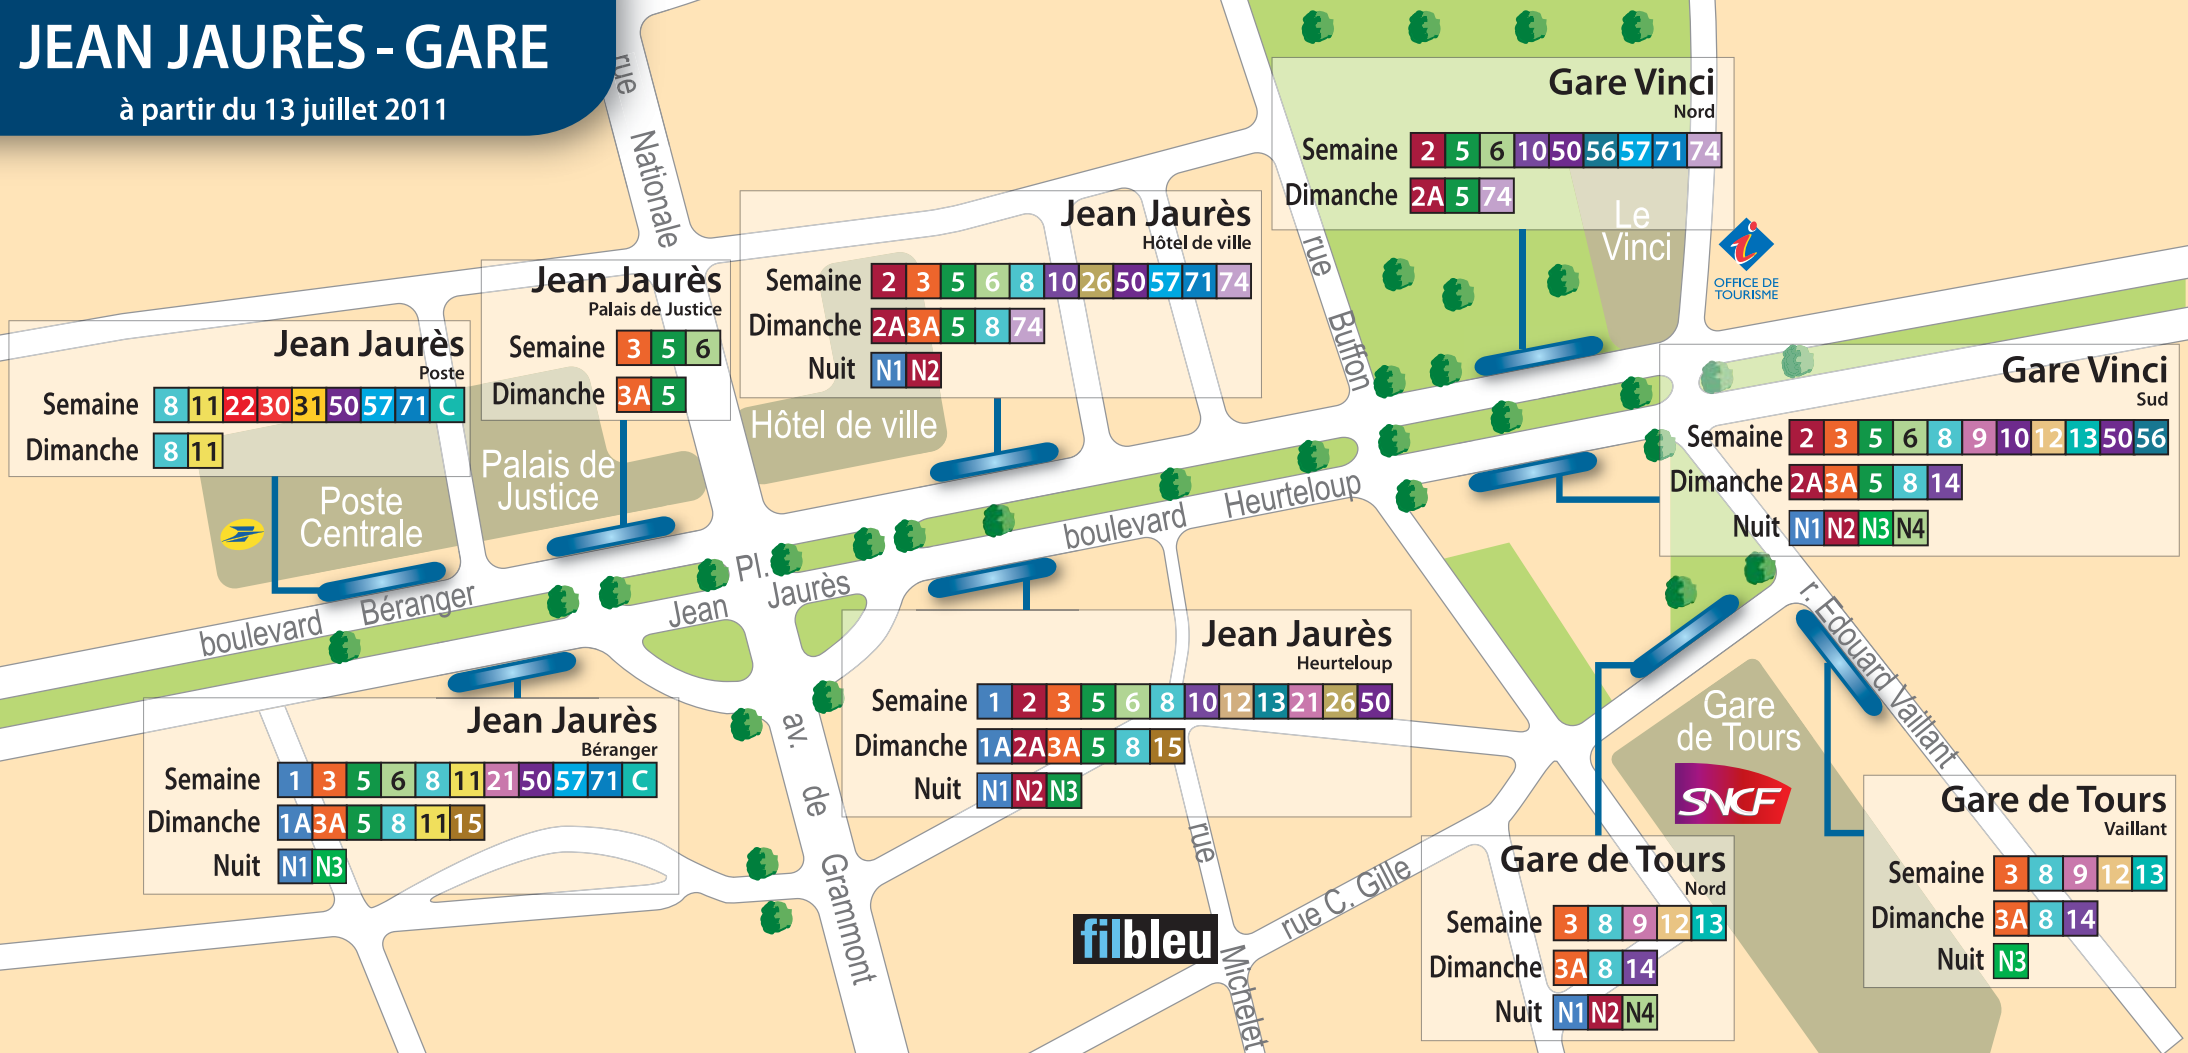 JEAN JAURÈS - GARE
à partir du 13 juillet 2011
rue Nationale
Gare Vinci
Nord
Semaine 2 5 6 10 50 56 57 71 74
Dimanche 2A 5 74
Le
Vinci
OFFICE DE
TOURISME
rue Buffon
Jean Jaurès
Hôtel de ville
Semaine 2 3 5 6 8 10 26 50 57 71 74
Dimanche 2A 3A 5 8 74
Nuit N1 N2
Hôtel de ville
Jean Jaurès
Palais de Justice
Semaine 3 5 6
Dimanche 3A 5
Palais de
Justice
Jean Jaurès
Poste
Semaine 8 11 22 30 31 50 57 71 C
Dimanche 8 11
Poste
Centrale
Gare Vinci
Sud
Semaine 2 3 5 6 8 9 10 12 13 50 56
Dimanche 2A 3A 5 8 14
Nuit N1 N2 N3 N4
boulevard Heurteloup
boulevard Béranger
Pl.
Jean Jaurès
r. Edouard Vaillant
Jean Jaurès
Heurteloup
Semaine 1 2 3 5 6 8 10 12 13 21 26 50
Dimanche 1A 2A 3A 5 8 15
Nuit N1 N2 N3
Jean Jaurès
Béranger
Semaine 1 3 5 6 8 11 21 50 57 71 C
Dimanche 1A 3A 5 8 11 15
Nuit N1 N3
av. de Grammont
Gare
de Tours
SNCF
Gare de Tours
Vaillant
Semaine 3 8 9 12 13
Dimanche 3A 8 14
Nuit N3
Gare de Tours
Nord
Semaine 3 8 9 12 13
Dimanche 3A 8 14
Nuit N1 N2 N4
rue C. Gille
rue Michelet
filbleu